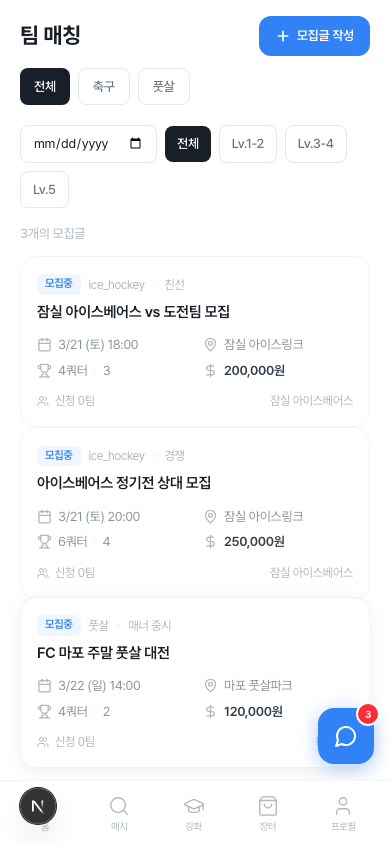 팀 매칭
모집글 작성
전체 축구 풋살
mm/dd/yyyy 전체 Lv.1-2 Lv.3-4
Lv.5
3개의 모집글
모집중 ice_hockey · 친선
잠실 아이스베어스 vs 도전팀 모집
3/21 (토) 18:00 잠실 아이스링크
4쿼터 · 3 200,000원
신청 0팀 잠실 아이스베어스
모집중 ice_hockey · 경쟁
아이스베어스 정기전 상대 모집
3/21 (토) 20:00 잠실 아이스링크
6쿼터 · 4 250,000원
신청 0팀 잠실 아이스베어스
모집중 풋살 · 매너 중시
FC 마포 주말 풋살 대전
3/22 (일) 14:00 마포 풋살파크
4쿼터 · 2 120,000원
신청 0팀
3
N
매치 강좌 장터 프로필